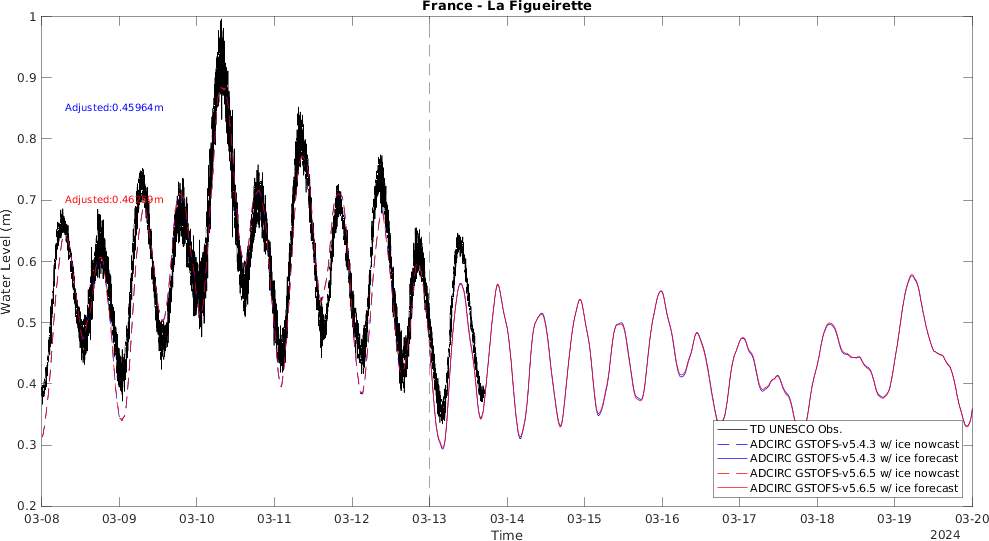 France - La Figueirette
Water Level (m)
1
0.9
0.8
0.7
0.6
0.5
0.4
0.3
0.2
Adjusted:0.45964m
TD UNESCO Obs.
ADCIRC GSTOFS-v5.4.3 w/ ice nowcast
ADCIRC GSTOFS-v5.4.3 w/ ice forecast
ADCIRC GSTOFS-v5.6.5 w/ ice nowcast
ADCIRC GSTOFS-v5.6.5 w/ ice forecast
03-08 03-09 03-10 03-11 03-12 03-13 03-14 03-15 03-16 03-17 03-18 03-19 03-20
Time
2024